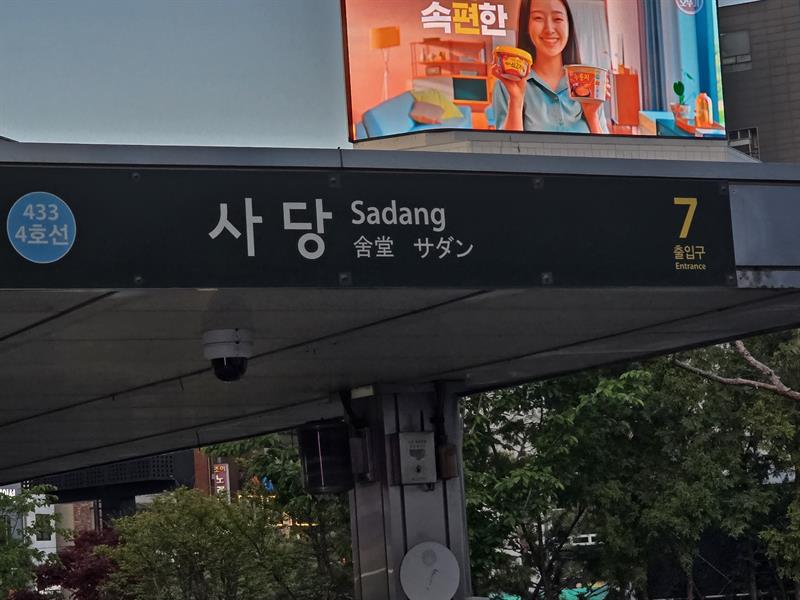 속편한
433
4호선
사당
Sadang
舍堂 サダン
7
출입구
Entrance